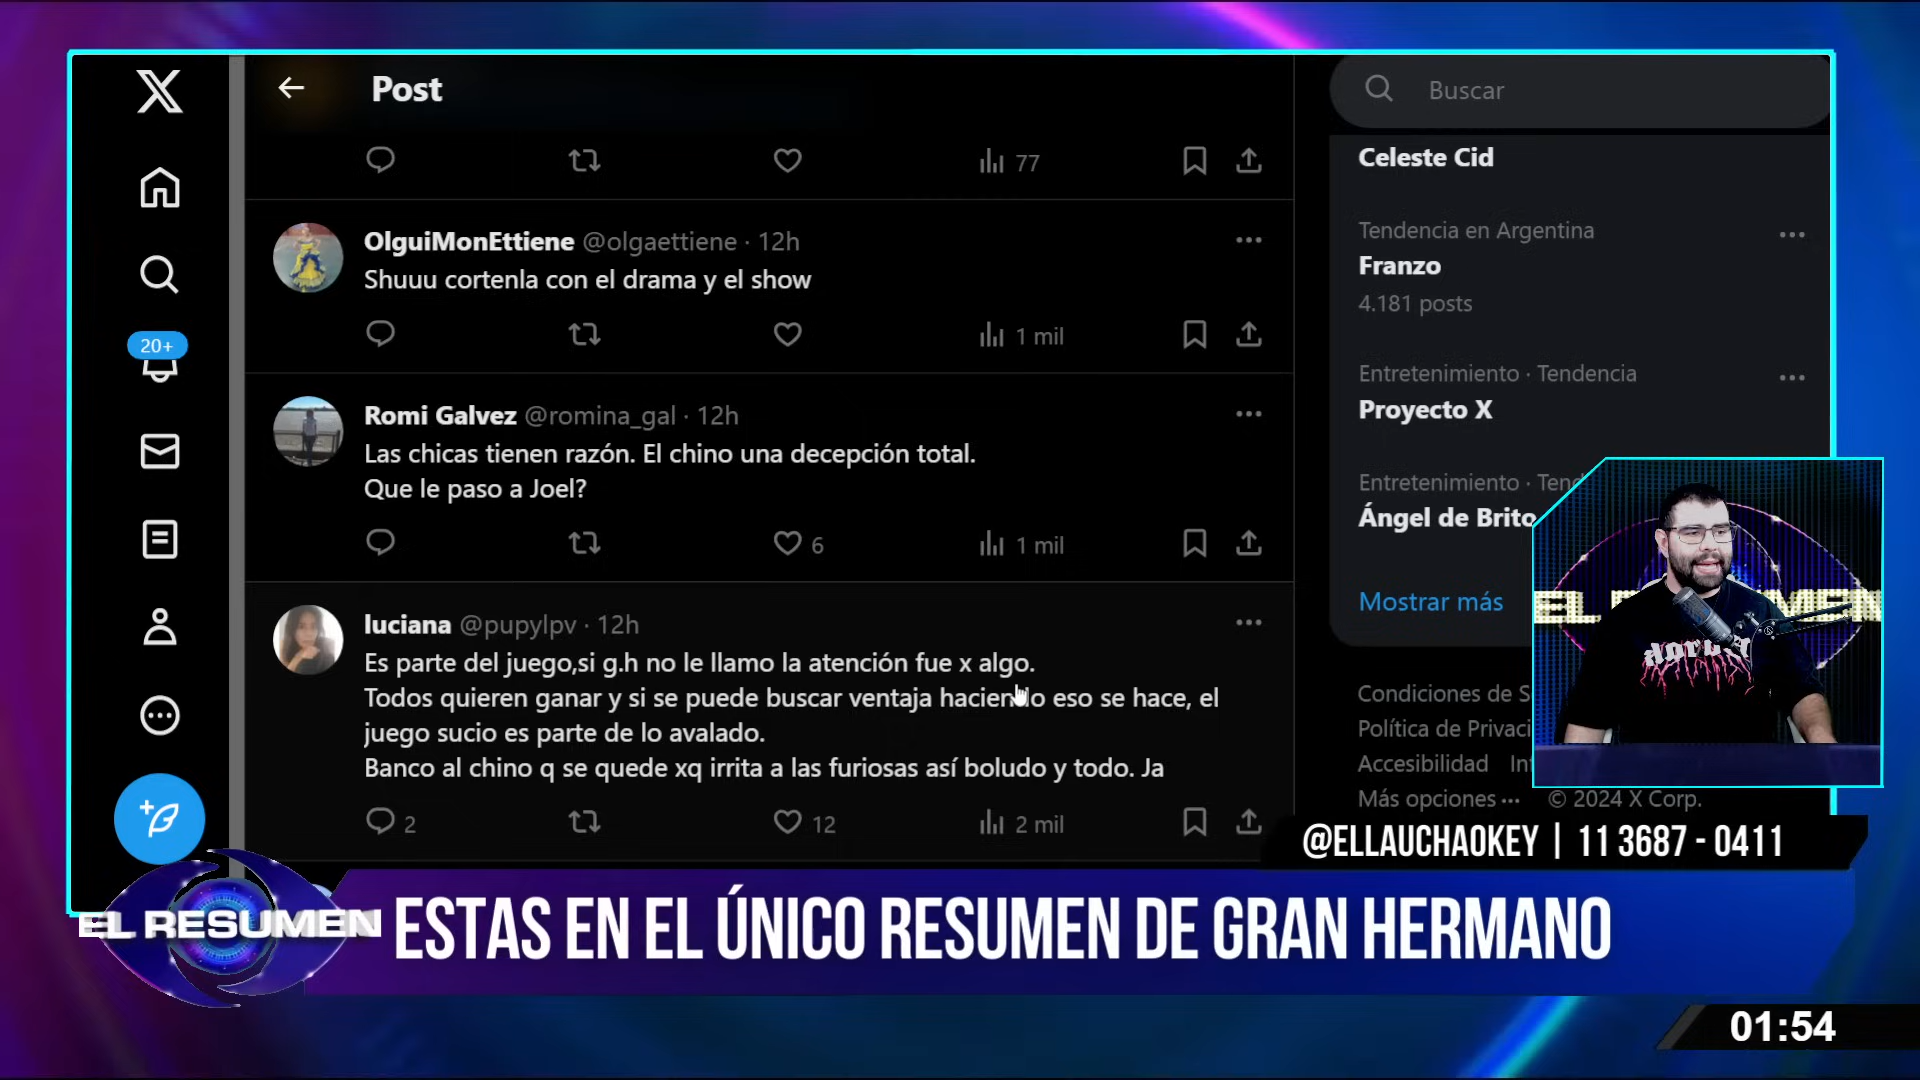 Post
77
OlguiMonEttiene @olgaettiene · 12h
Shuuu cortenla con el drama y el show
1 mil
Romi Galvez @romina_gal · 12h
Las chicas tienen razón. El chino una decepción total.
Que le paso a Joel?
6
1 mil
luciana @pupylpv · 12h
Es parte del juego,si g.h no le llamo la atención fue x algo.
Todos quieren ganar y si se puede buscar ventaja haciendo eso se hace, el
juego sucio es parte de lo avalado.
Banco al chino q se quede xq irrita a las furiosas así boludo y todo. Ja
2
12
2 mil
20+
Buscar
Celeste Cid
Tendencia en Argentina
Franzo
4.181 posts
Entretenimiento · Tendencia
Proyecto X
Entretenimiento · Tend
Ángel de Brito
Mostrar más
Condiciones de S
Política de Privaci
Accesibilidad In
Más opciones ··· © 2024 X Corp.
@ELLAUCHAOKEY | 11 3687 - 0411
EL RESUMEN
ESTAS EN EL ÚNICO RESUMEN DE GRAN HERMANO
01:54